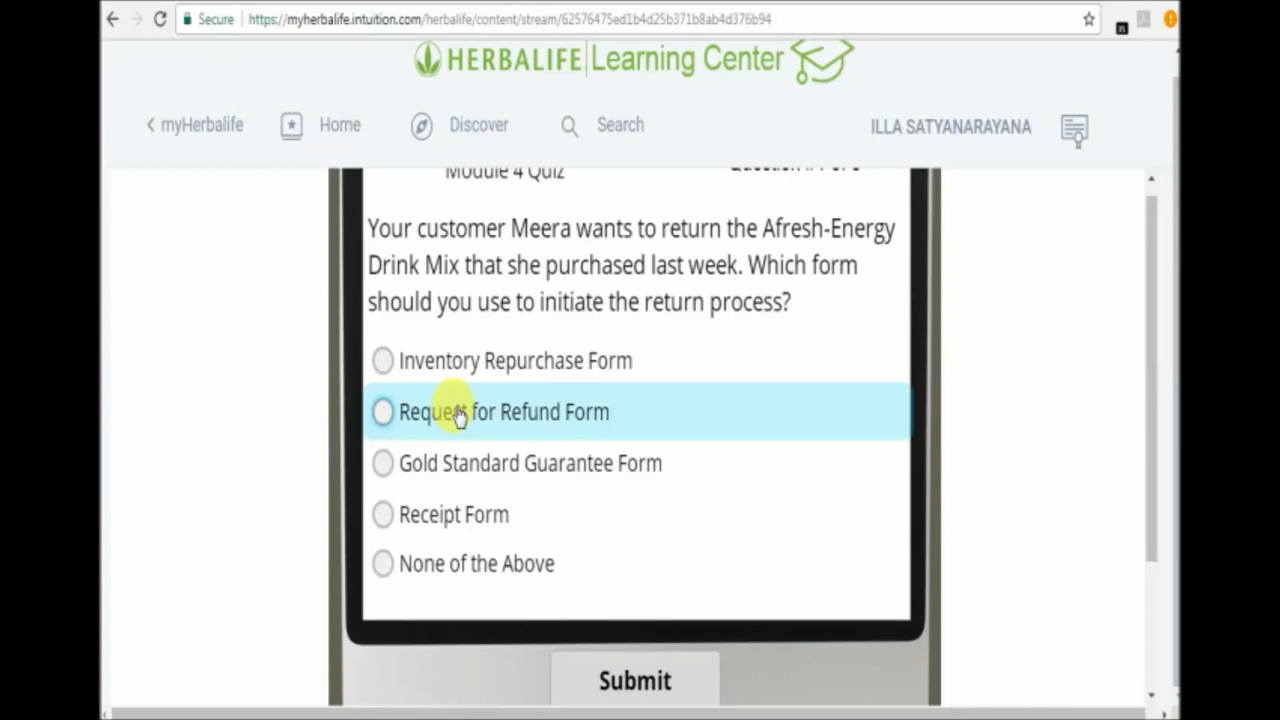 Secure
https://myherbalife.intuition.com/herbalife/content/stream/62576475ed1b4d25b371b8ab4d376b94
HERBALIFE Learning Center
myHerbalife Home Discover Search ILLA SATYANARAYANA
Module 4 Quiz
Your customer Meera wants to return the Afresh-Energy
Drink Mix that she purchased last week. Which form
should you use to initiate the return process?
Inventory Repurchase Form
Request for Refund Form
Gold Standard Guarantee Form
Receipt Form
None of the Above
Submit